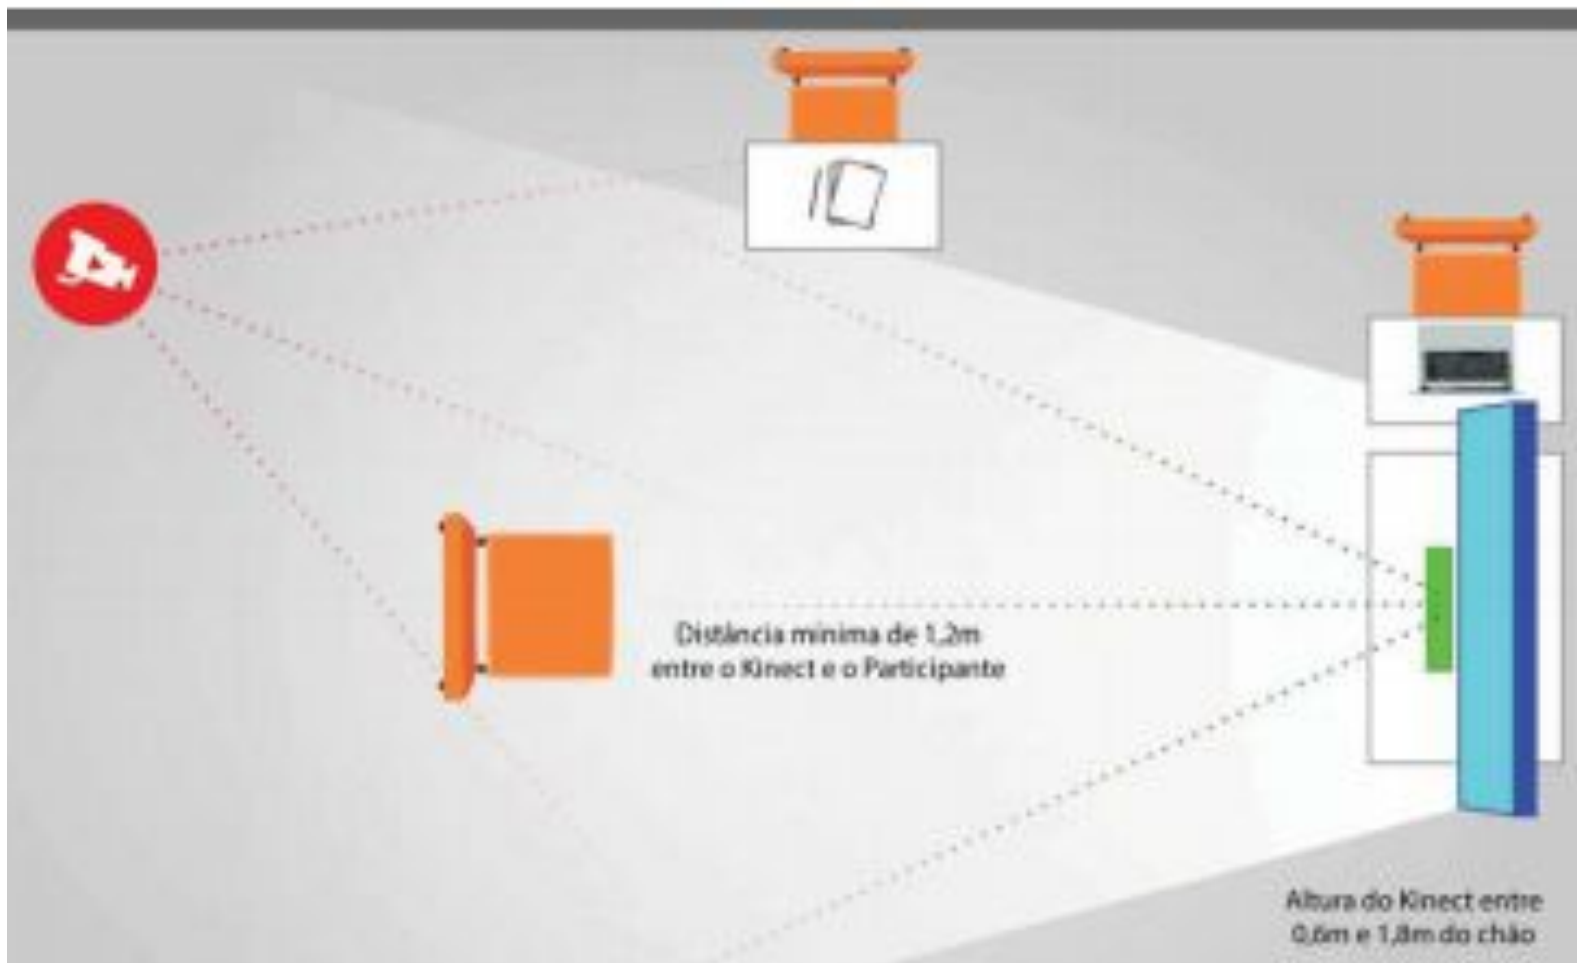 Distância mínima de 1,2m
entre o Kinect e o Participante
Altura do Kinect entre
0,6m e 1,8m do chão